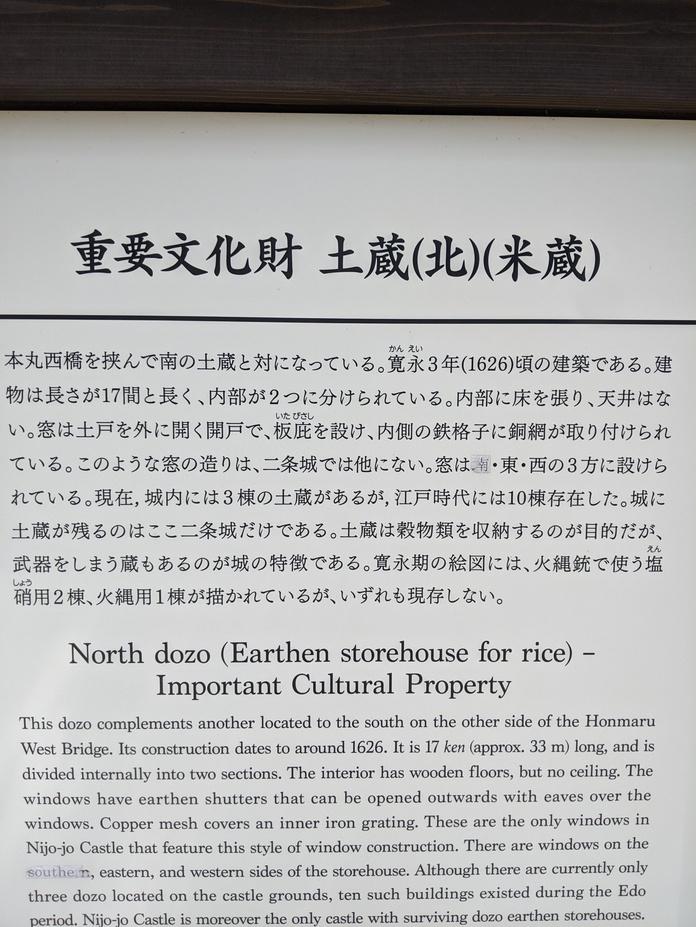 重要文化財 土蔵(北)(米蔵)
かん えい
本丸西橋を挟んで南の土蔵と対になっている。寛永3年(1626)頃の建築である。建
物は長さが17間と長く、内部が2つに分けられている。内部に床を張り、天井はな
いた びさし
い。窓は土戸を外に開く開戸で、板庇を設け、内側の鉄格子に銅網が取り付けられ
ている。このような窓の造りは、二条城では他にない。窓は南・東・西の3方に設けら
れている。現在，城内には3棟の土蔵があるが，江戸時代には10棟存在した。城に
土蔵が残るのはここ二条城だけである。土蔵は穀物類を収納するのが目的だが、
武器をしまう蔵もあるのが城の特徴である。寛永期の絵図には、火縄銃で使う塩
えん
しょう
硝用2棟、火縄用1棟が描かれているが、いずれも現存しない。
North dozo (Earthen storehouse for rice) –
Important Cultural Property
This dozo complements another located to the south on the other side of the Honmaru
West Bridge. Its construction dates to around 1626. It is 17 ken (approx. 33 m) long, and is
divided internally into two sections. The interior has wooden floors, but no ceiling. The
windows have earthen shutters that can be opened outwards with eaves over the
windows. Copper mesh covers an inner iron grating. These are the only windows in
Nijo-jo Castle that feature this style of window construction. There are windows on the
southern, eastern, and western sides of the storehouse. Although there are currently only
three dozo located on the castle grounds, ten such buildings existed during the Edo
period. Nijo-jo Castle is moreover the only castle with surviving dozo earthen storehouses.